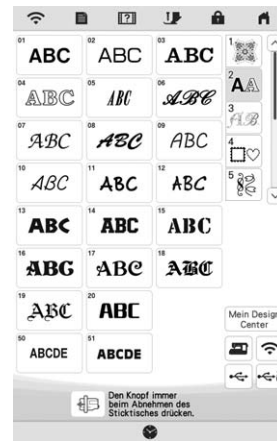 01 ABC
02 ABC
03 ABC
04 ABC
05 ABC
06 ABC
07 ABC
08 ABC
09 ABC
10 ABC
11 ABC
12 ABC
13 ABC
14 ABC
15 ABC
16 ABC
17 ABC
18 ABC
19 ABC
20 ABC
50 ABCDE
51 ABCDE
1
2 AA
3 AB
4
5
Mein Design
Center
Den Knopf immer
beim Abnehmen des
Sticktisches drücken.